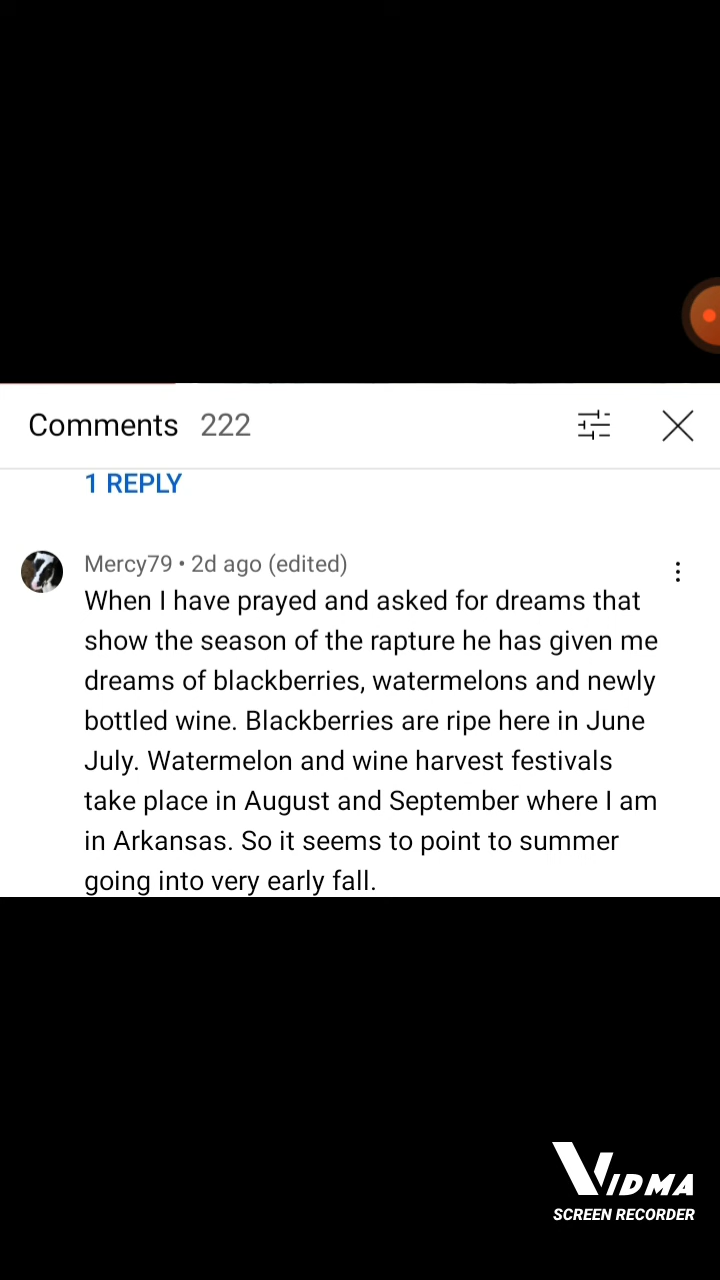 Comments 222
1 REPLY
Mercy79 • 2d ago (edited)
When I have prayed and asked for dreams that
show the season of the rapture he has given me
dreams of blackberries, watermelons and newly
bottled wine. Blackberries are ripe here in June
July. Watermelon and wine harvest festivals
take place in August and September where I am
in Arkansas. So it seems to point to summer
going into very early fall.
VIDMA
SCREEN RECORDER